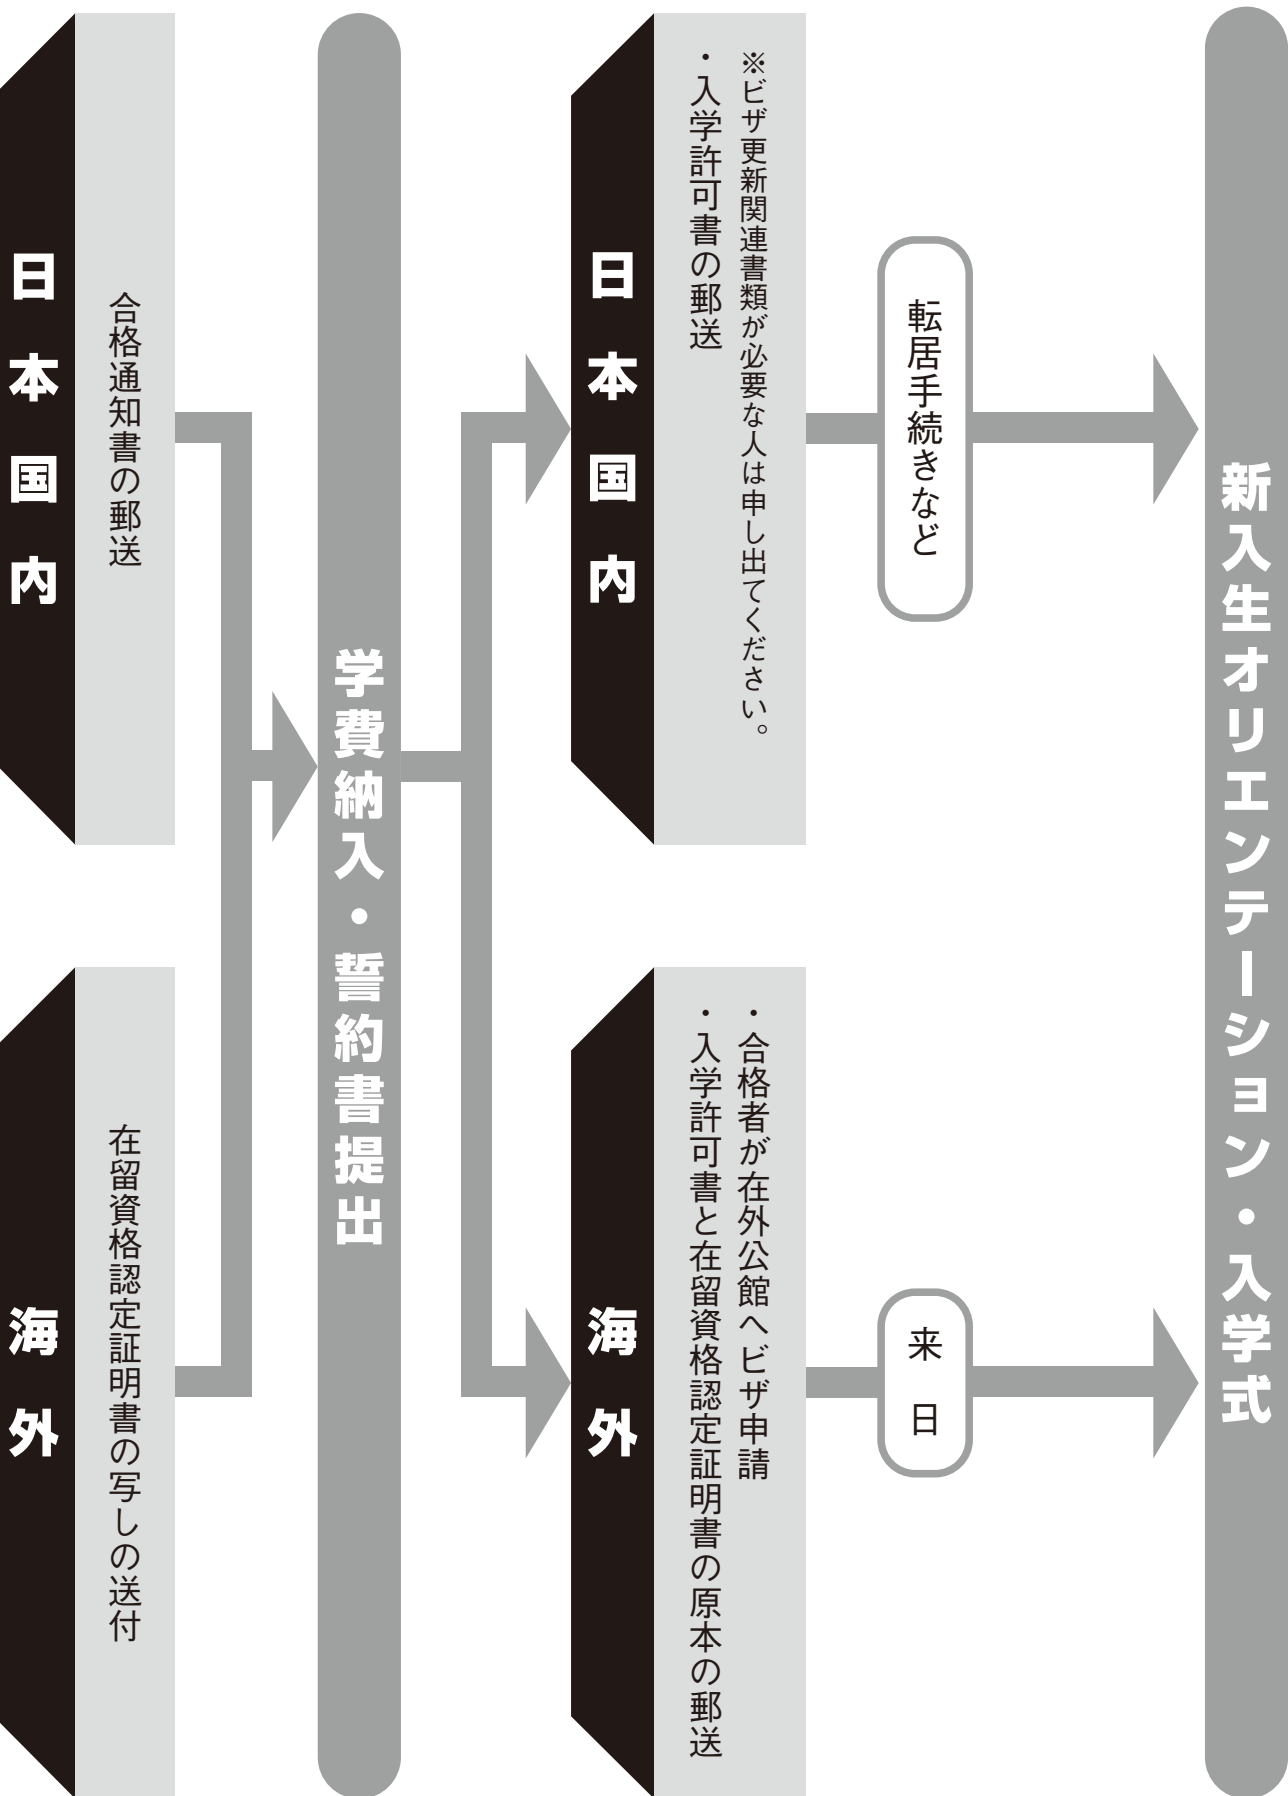 日本国内
合格通知書の郵送
海外
在留資格認定証明書の写しの送付
学費納入・誓約書提出
日本国内
・入学許可書の郵送
※ビザ更新関連書類が必要な人は申し出てください。
海外
・入学許可書と在留資格認定証明書の原本の郵送
・合格者が在外公館へビザ申請
転居手続きなど
来日
新入生オリエンテーション・入学式